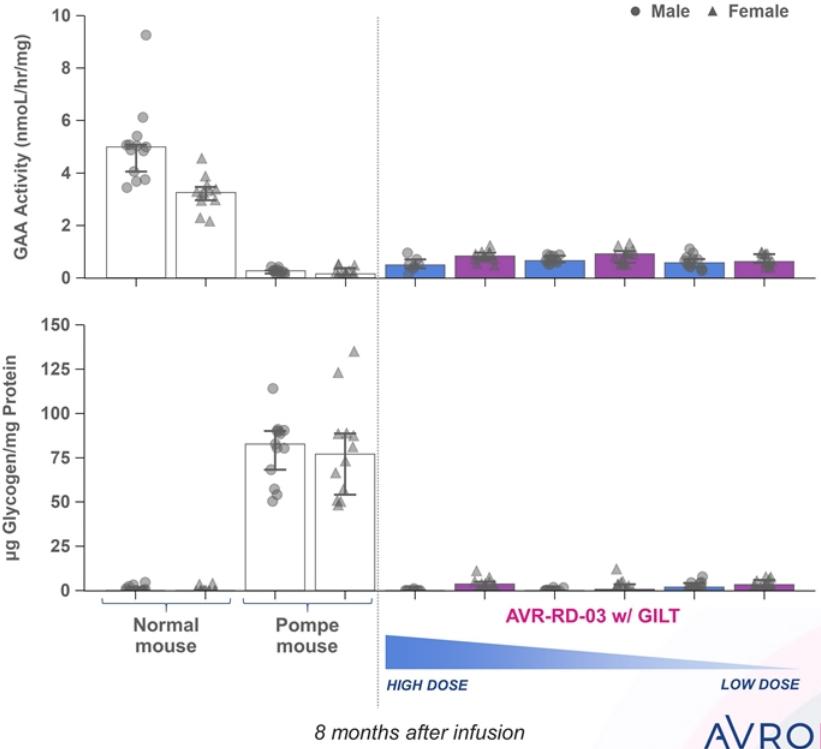 Male Female
GAA Activity (nmoL/hr/mg)
10
8
6
4
2
0
µg Glycogen/mg Protein
150
125
100
75
50
25
0
Normal
mouse
Pompe
mouse
AVR-RD-03 w/ GILT
HIGH DOSE
LOW DOSE
8 months after infusion
AVRO